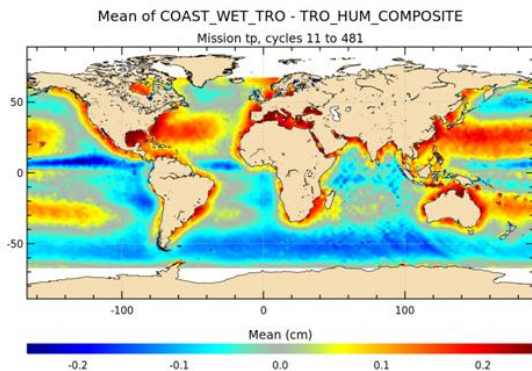 Mean of COAST_WET_TRO - TRO_HUM_COMPOSITE
Mission tp, cycles 11 to 481
50
0
-50
-100 0 100
Mean (cm)
-0.2 -0.1 0.0 0.1 0.2